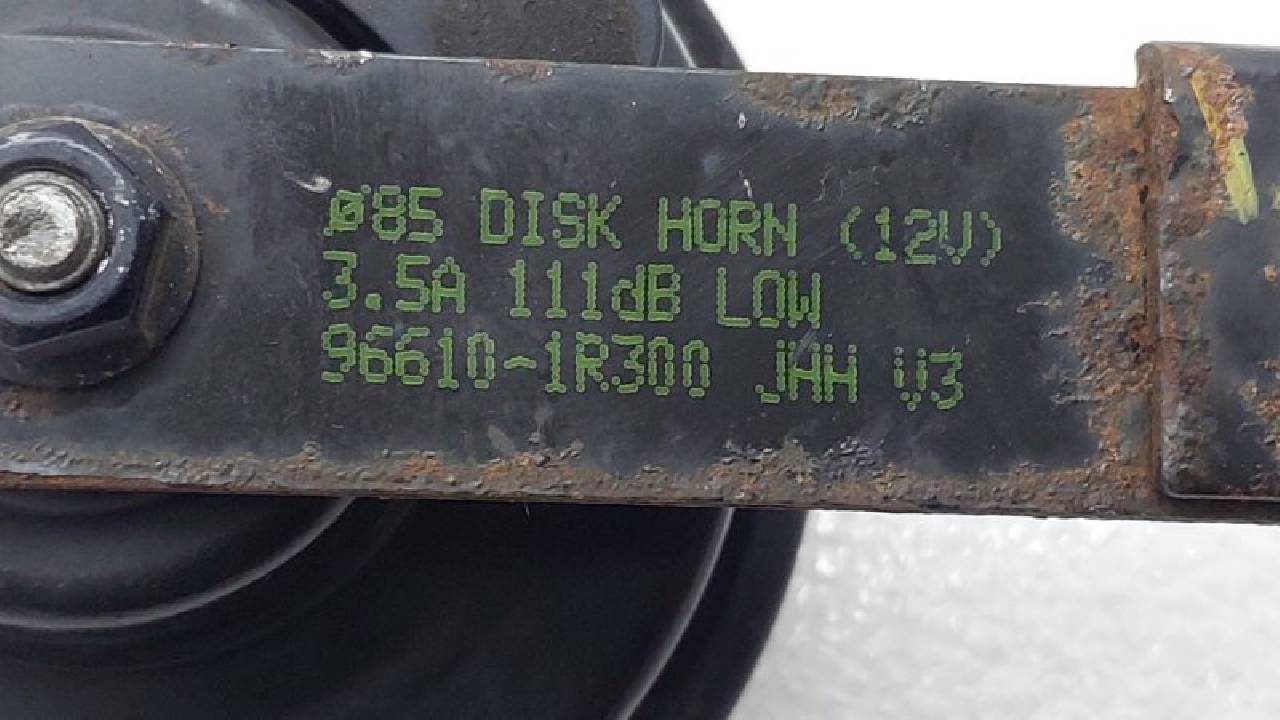 Ø85 DISK HORN (12V)
3.5A 111dB LOW
96610-1R300 JHH V3